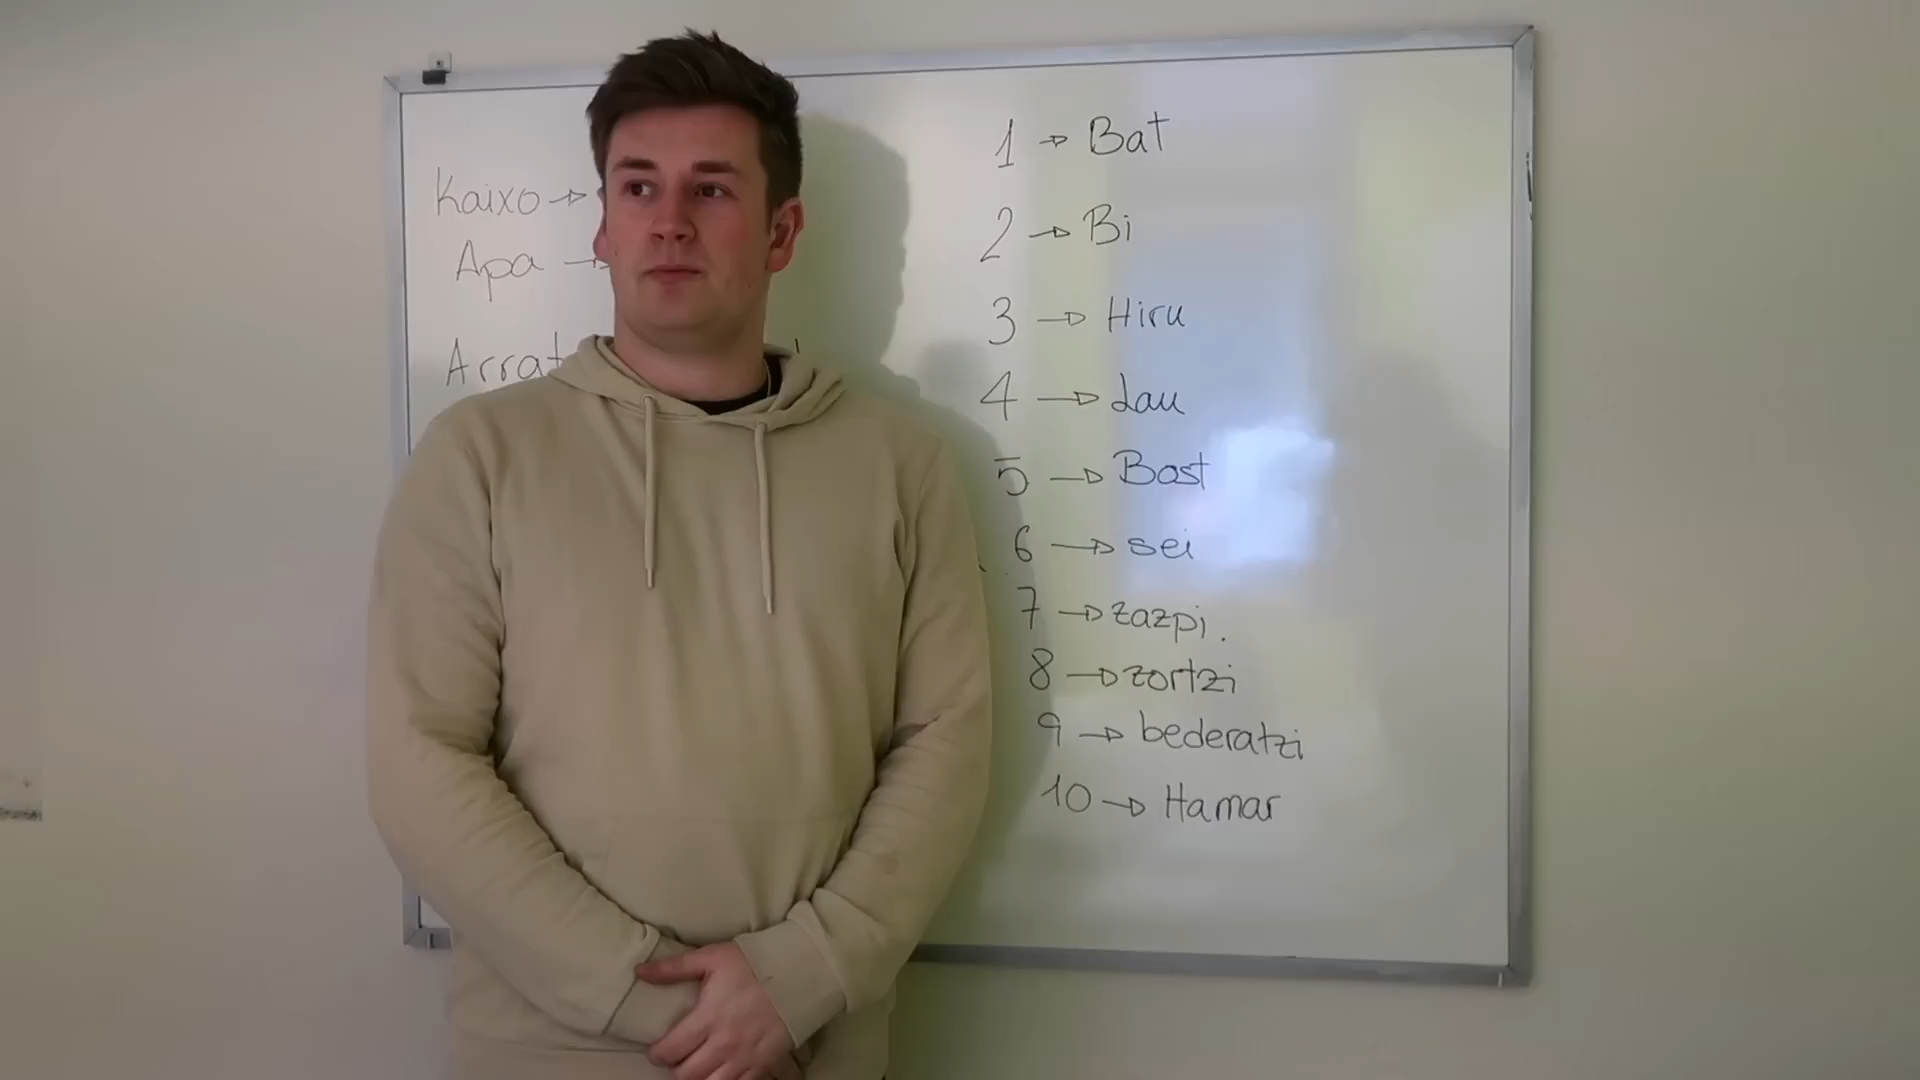 Kaixo →
Apa →
Arrat
1 → Bat
2 → Bi
3 → Hiru
4 → Lau
5 → Bost
6 → sei
7 → zazpi.
8 → zortzi
9 → bederatzi
10 → Hamar